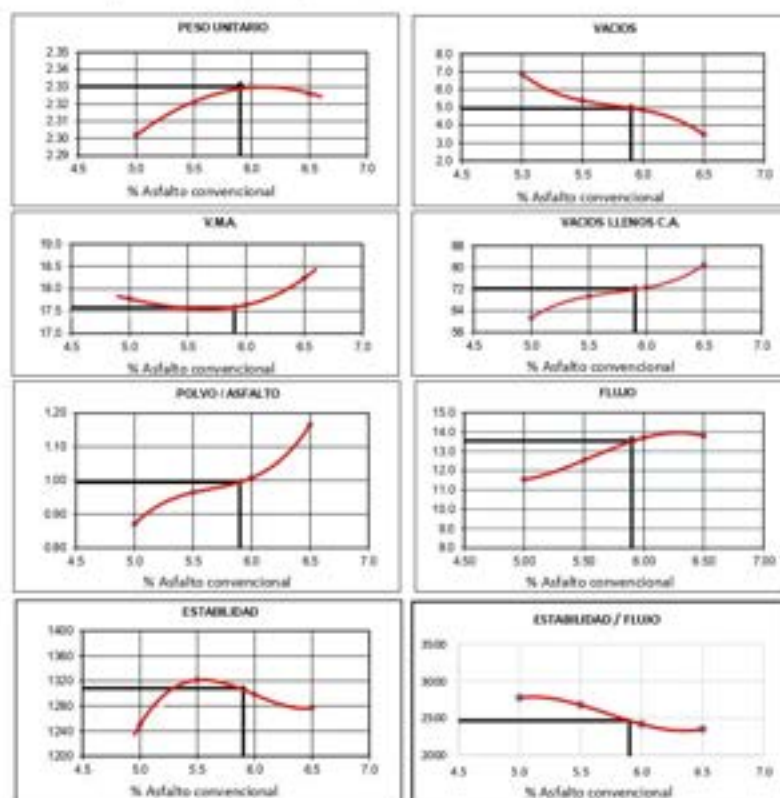 PESO UNITARIO
2.35
2.34
2.33
2.32
2.31
2.30
2.29
4.5 5.0 5.5 6.0 6.5 7.0
% Asfalto convencional
VACIOS
8.0
7.0
6.0
5.0
4.0
3.0
2.0
4.5 5.0 5.5 6.0 6.5 7.0
% Asfalto convencional
V.M.A.
19.0
18.5
18.0
17.5
17.0
4.5 5.0 5.5 6.0 6.5 7.0
% Asfalto convencional
VACIOS LLENOS C.A.
88
80
72
64
56
4.5 5.0 5.5 6.0 6.5 7.0
% Asfalto convencional
POLVO / ASFALTO
1.20
1.10
1.00
0.90
0.80
4.5 5.0 5.5 6.0 6.5 7.0
% Asfalto convencional
FLUJO
15.0
14.0
13.0
12.0
11.0
10.0
9.0
8.0
4.50 5.00 5.50 6.00 6.50 7.00
% Asfalto convencional
ESTABILIDAD
1400
1360
1320
1280
1240
1200
4.5 5.0 5.5 6.0 6.5 7.0
% Asfalto convencional
ESTABILIDAD / FLUJO
3500
3000
2500
2000
4.5 5.0 5.5 6.0 6.5 7.0
% Asfalto convencional